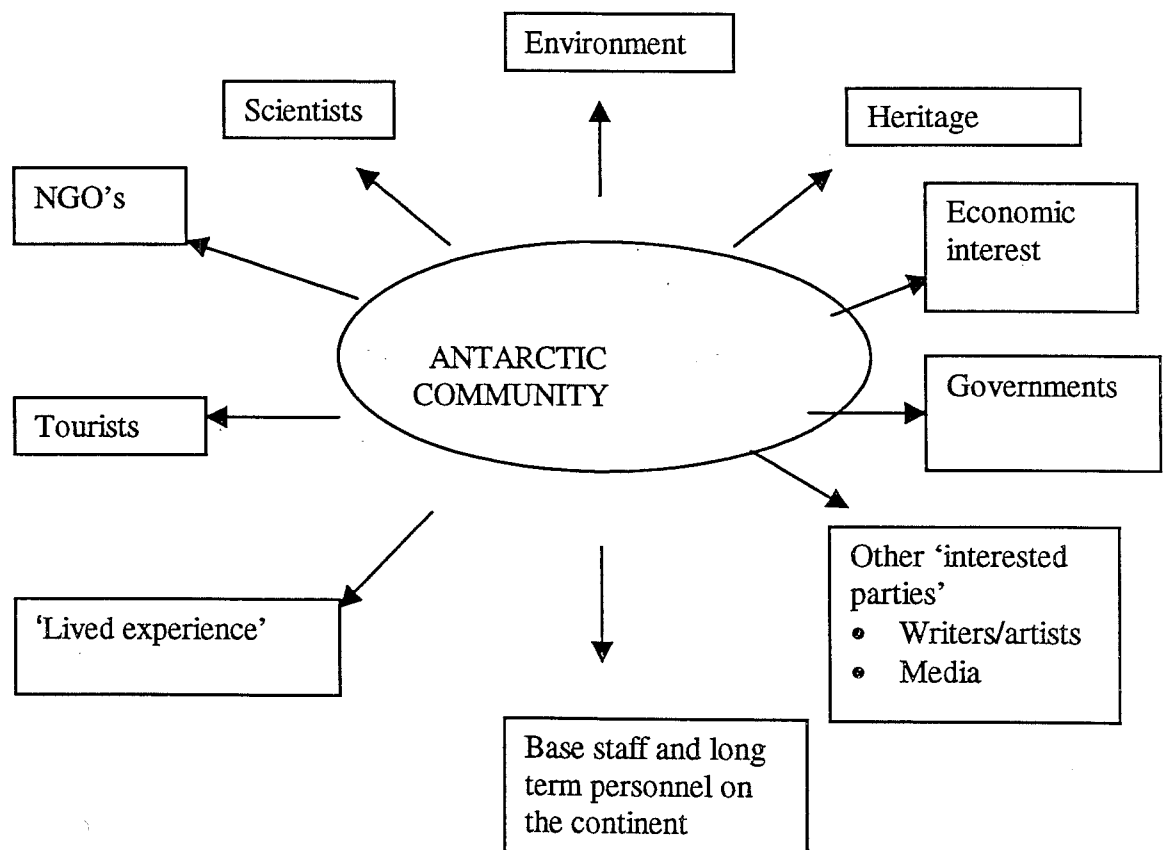 Environment
Scientists
Heritage
NGO's
Economic
interest
ANTARCTIC
COMMUNITY
Governments
Tourists
Other ‘interested
parties’
• Writers/artists
• Media
‘Lived experience’
Base staff and long
term personnel on
the continent